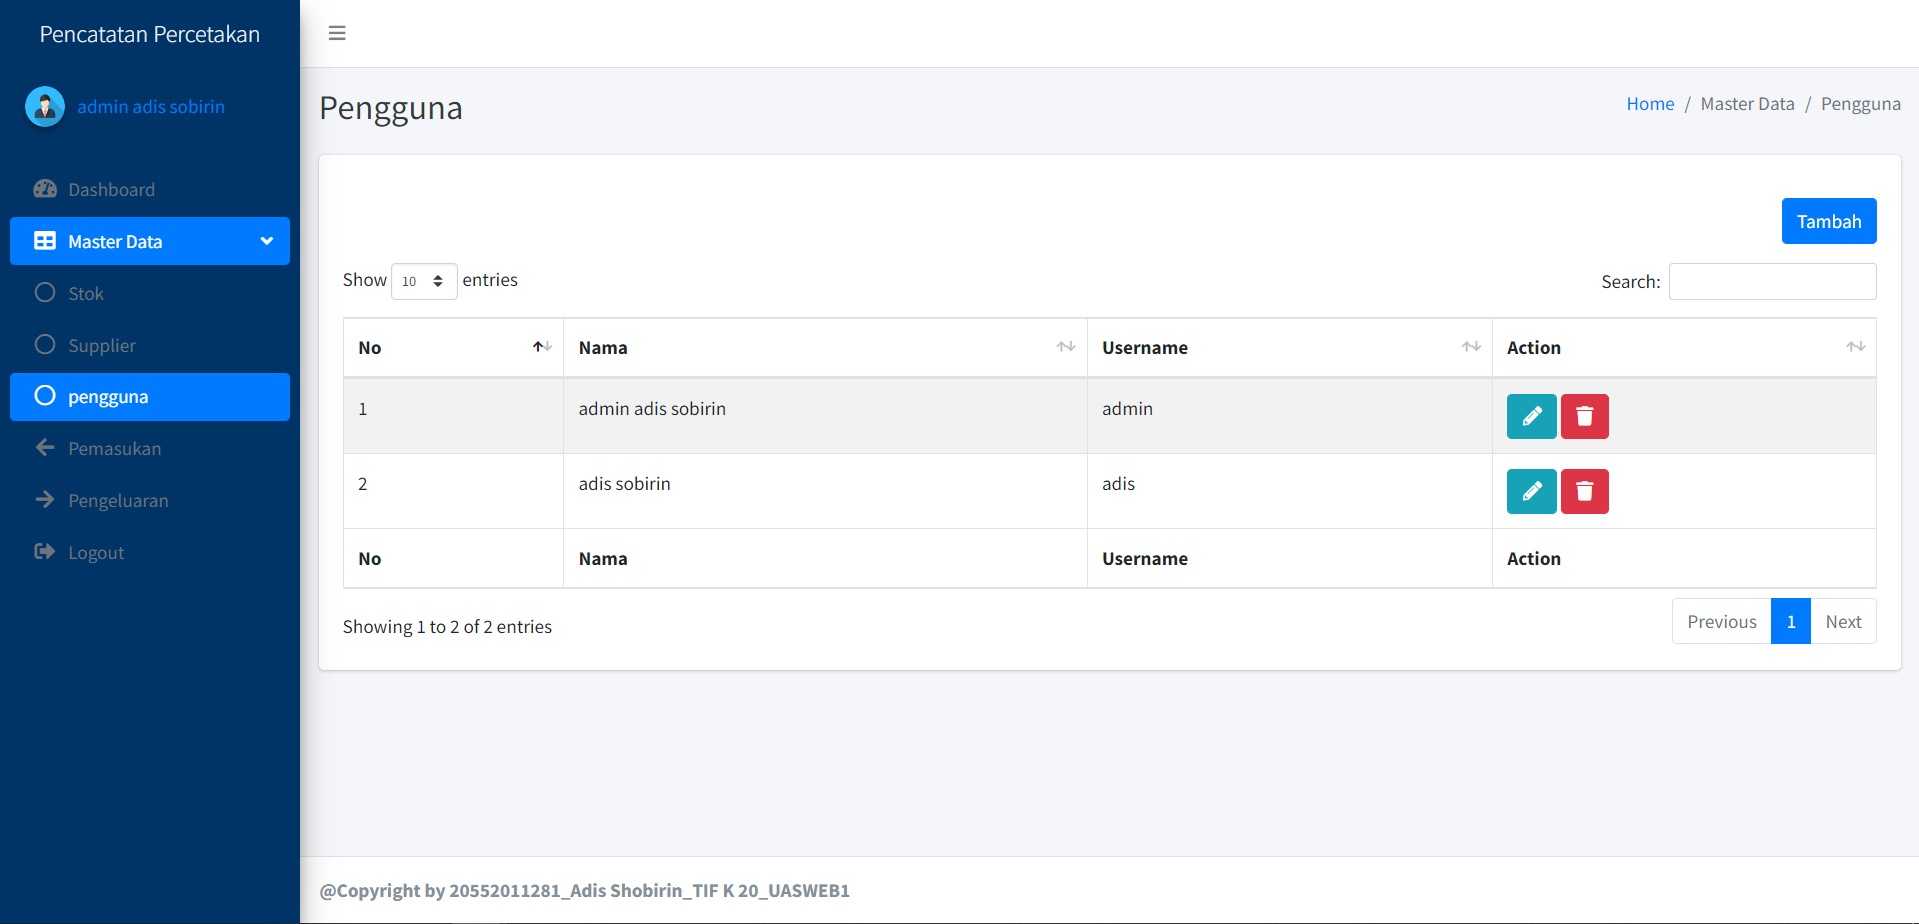 Pencatatan Percetakan
admin adis sobirin
Dashboard
Master Data
Stok
Supplier
pengguna
Pemasukan
Pengeluaran
Logout
Pengguna
Home / Master Data / Pengguna
Tambah
Show 10 entries
Search:
No Nama Username Action
1 admin adis sobirin admin
2 adis sobirin adis
No Nama Username Action
Showing 1 to 2 of 2 entries
Previous 1 Next
@Copyright by 20552011281_Adis Shobirin_TIF K 20_UASWEB1